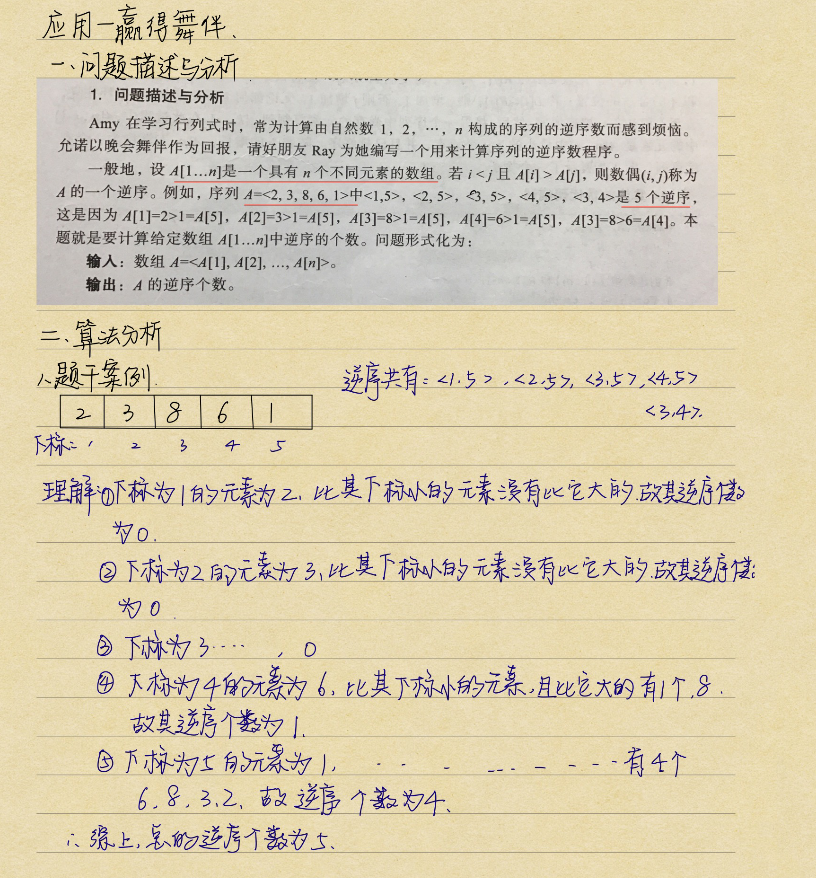 应用一赢得舞伴.
一、问题描述与分析
1. 问题描述与分析
Amy 在学习行列式时，常为计算由自然数 1，2，…，n 构成的序列的逆序数而感到烦恼。
允诺以晚会舞伴作为回报，请好朋友 Ray 为她编写一个用来计算序列的逆序数程序。
一般地，设 A[1…n]是一个具有 n 个不同元素的数组。若 i < j 且 A[i] > A[j]，则数偶(i, j)称为
A 的一个逆序。例如，序列 A=<2, 3, 8, 6, 1>中<1,5>，<2, 5>，<3, 5>，<4, 5>，<3, 4>是 5 个逆序，
这是因为 A[1]=2>1=A[5]，A[2]=3>1=A[5]，A[3]=8>1=A[5]，A[4]=6>1=A[5]，A[3]=8>6=A[4]。本
题就是要计算给定数组 A[1…n]中逆序的个数。问题形式化为：
输入：数组 A=<A[1], A[2], …, A[n]>。
输出：A 的逆序个数。
二、算法分析
1、题干案例.
逆序共有：<1.5>，<2.5>，<3.5>，<4.5>
<3.4>.
2 3 8 6 1
下标：1 2 3 4 5
理解：①下标为1的元素为2，比其下标小的元素没有比它大的.故其逆序个数
为0.
② 下标为2的元素为3，比其下标小的元素没有比它大的.故其逆序个数
为0
③ 下标为3····，0
④ 下标为4的元素为6，比其下标小的元素，且比它大的有1个，8.
故其逆序个数为1.
⑤ 下标为5的元素为1，- - - --- - - - - -有4个
6、8、3、2、故逆序个数为4、
∴ 综上，总的逆序个数为5.